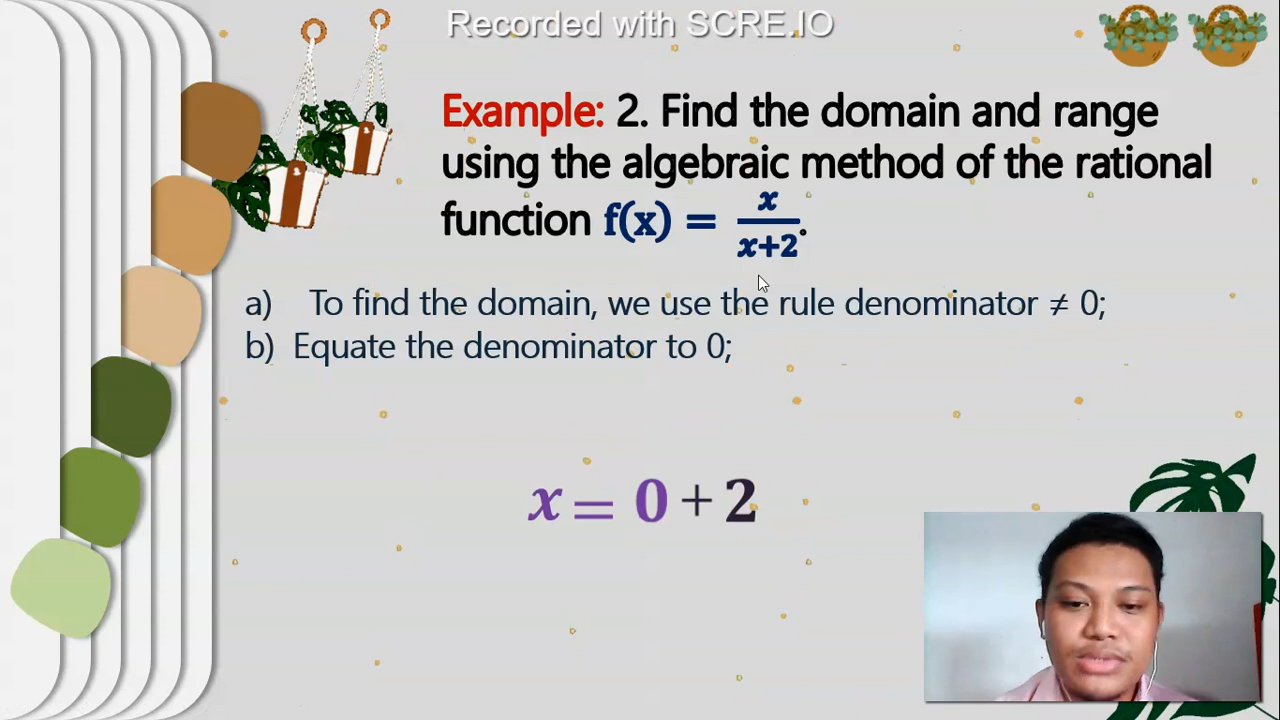 Recorded with SCRE.IO
Example: 2. Find the domain and range
using the algebraic method of the rational
function f(x) = x/x+2.
a) To find the domain, we use the rule denominator ≠ 0;
b) Equate the denominator to 0;
x = 0 + 2